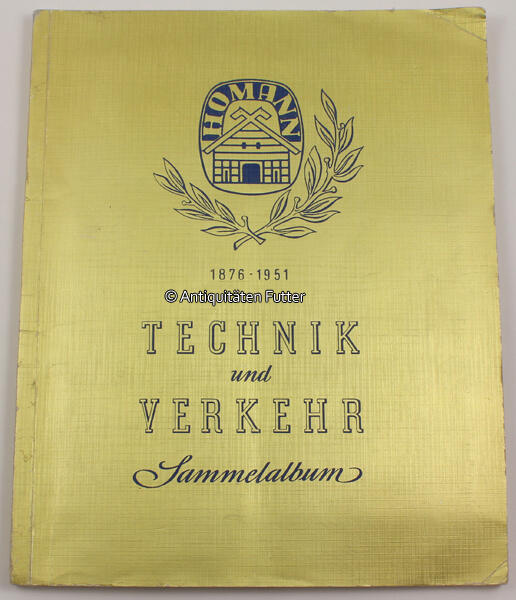 HOMANN
1876-1951
© Antiquitäten Futter
TECHNIK
und
VERKEHR
Sammelalbum